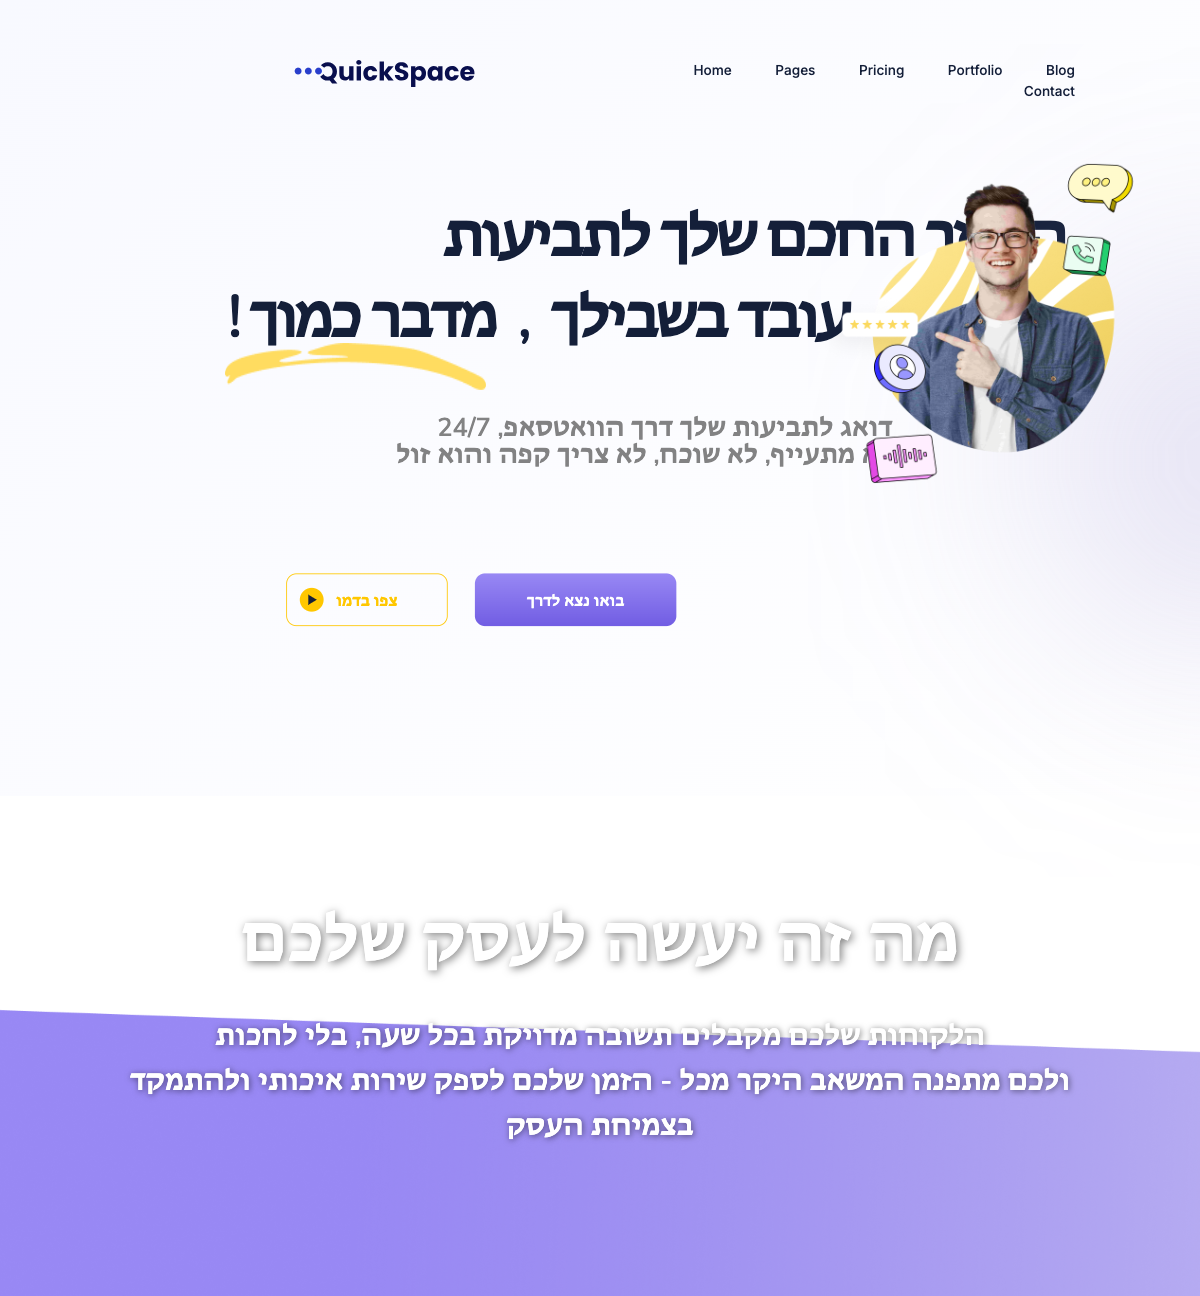 QuickSpace
Home Pages Pricing Portfolio Blog
Contact
החכם שלך לתביעות
עובד בשבילך , מדבר כמוך!
דואג לתביעות שלך דרך הוואטסאפ, 24/7
מתעייף, לא שוכח, לא צריך קפה והוא זול
צפו בדמו
בואו נצא לדרך
מה זה יעשה לעסק שלכם
הלקוחות שלכם מקבלים תשובה מדויקת בכל שעה, בלי לחכות
ולכם מתפנה המשאב היקר מכל - הזמן שלכם לספק שירות איכותי ולהתמקד
בצמיחת העסק